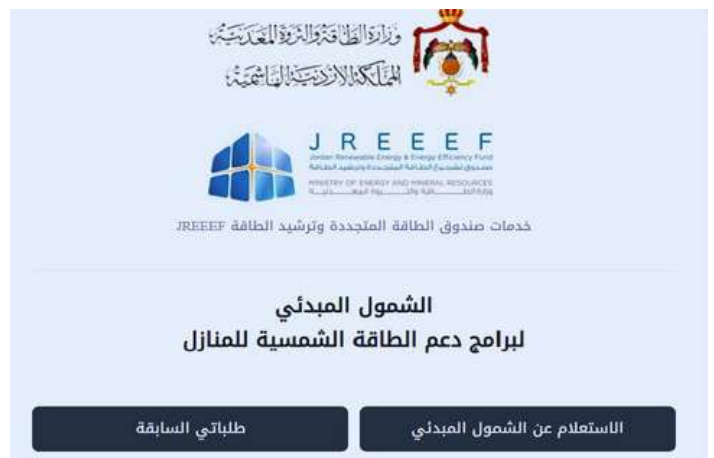 وزارة الطاقة والثروة المعدنية
المملكة الأردنية الهاشمية
JREEEF
Jordan Renewable Energy & Energy Efficiency Fund
صندوق تشجيع الطاقة المتجددة وترشيد الطاقة
MINISTRY OF ENERGY AND MINERAL RESOURCES
خدمات صندوق الطاقة المتجددة وترشيد الطاقة JREEEF
الشمول المبدئي
لبرامج دعم الطاقة الشمسية للمنازل
الاستعلام عن الشمول المبدئي
طلباتي السابقة